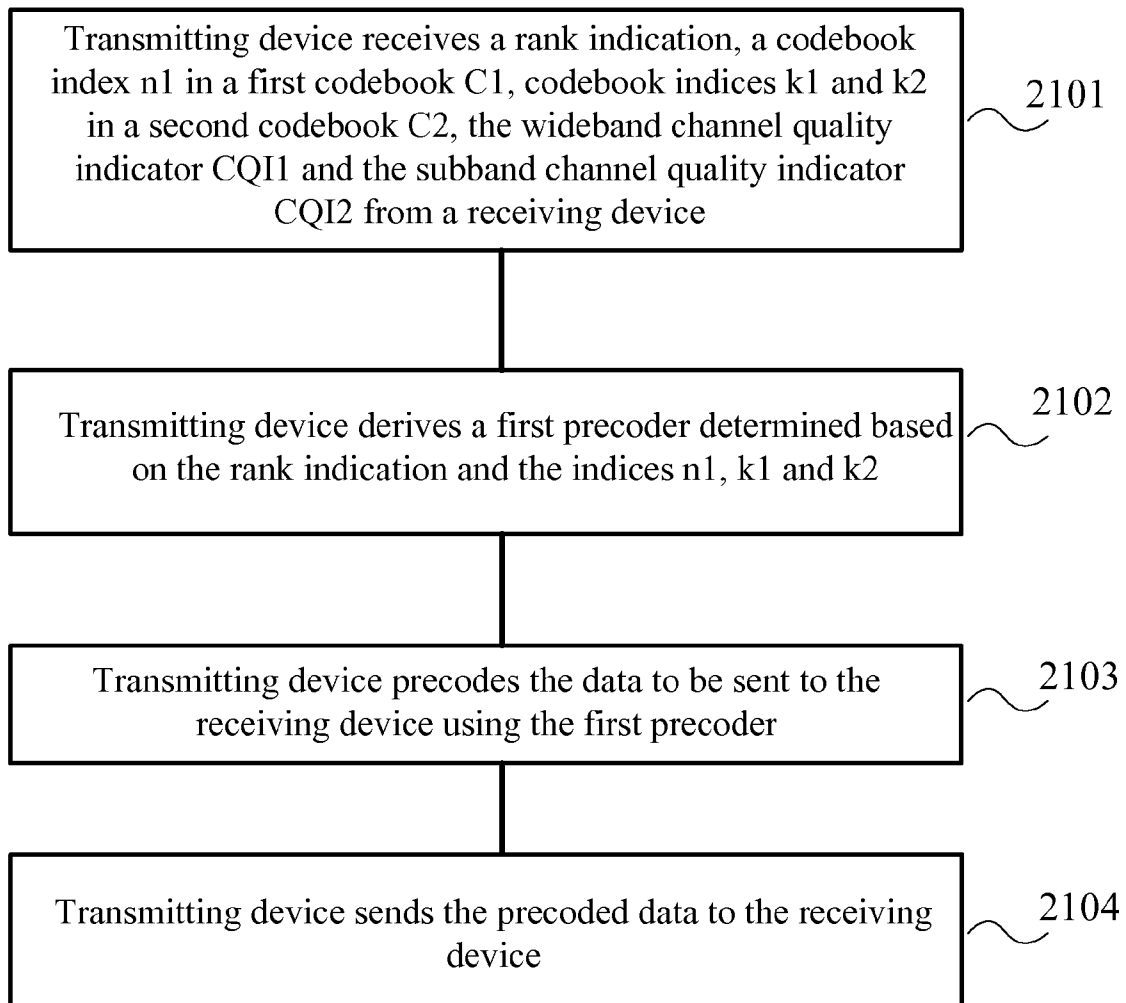 Transmitting device receives a rank indication, a codebook
index n1 in a first codebook C1, codebook indices k1 and k2
in a second codebook C2, the wideband channel quality
indicator CQI1 and the subband channel quality indicator
CQI2 from a receiving device
2101
Transmitting device derives a first precoder determined based
on the rank indication and the indices n1, k1 and k2
2102
Transmitting device precodes the data to be sent to the
receiving device using the first precoder
2103
Transmitting device sends the precoded data to the receiving
device
2104